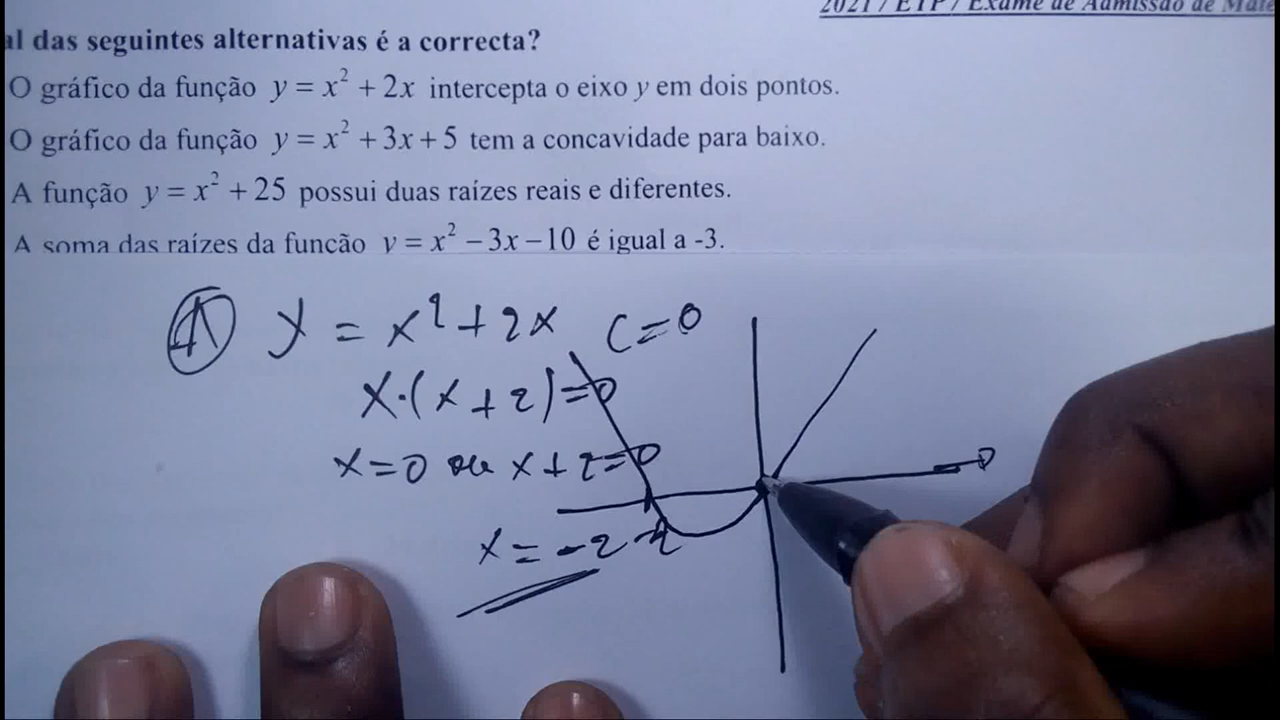 2021 / ETP / Exame de Admissão de Mate
al das seguintes alternativas é a correcta?
O gráfico da função y = x² + 2x intercepta o eixo y em dois pontos.
O gráfico da função y = x² + 3x + 5 tem a concavidade para baixo.
A função y = x² + 25 possui duas raízes reais e diferentes.
A soma das raízes da função y = x² − 3x − 10 é igual a -3.
A y = x² + 2x c = 0
x·(x + 2) = 0
x = 0 ou x + 2 = 0
x = -2 -2